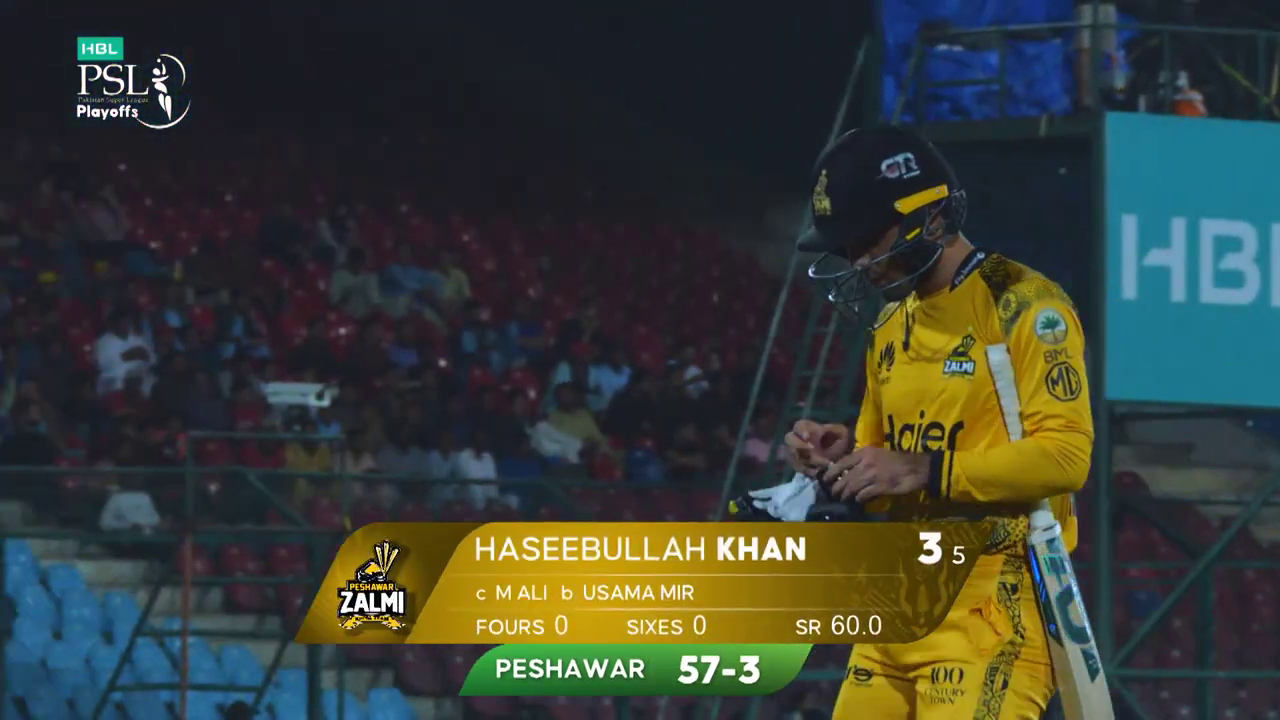 HBL
PSL
Pakistan Super League
Playoffs
GR
ZALMI
HBL
ZALMI
BML
MG
Haier
HASEEBULLAH KHAN 3 5
c M ALI b USAMA MIR
FOURS 0 SIXES 0 SR 60.0
PESHAWAR
ZALMI
PESHAWAR 57-3
100
CENTURY
TOWN